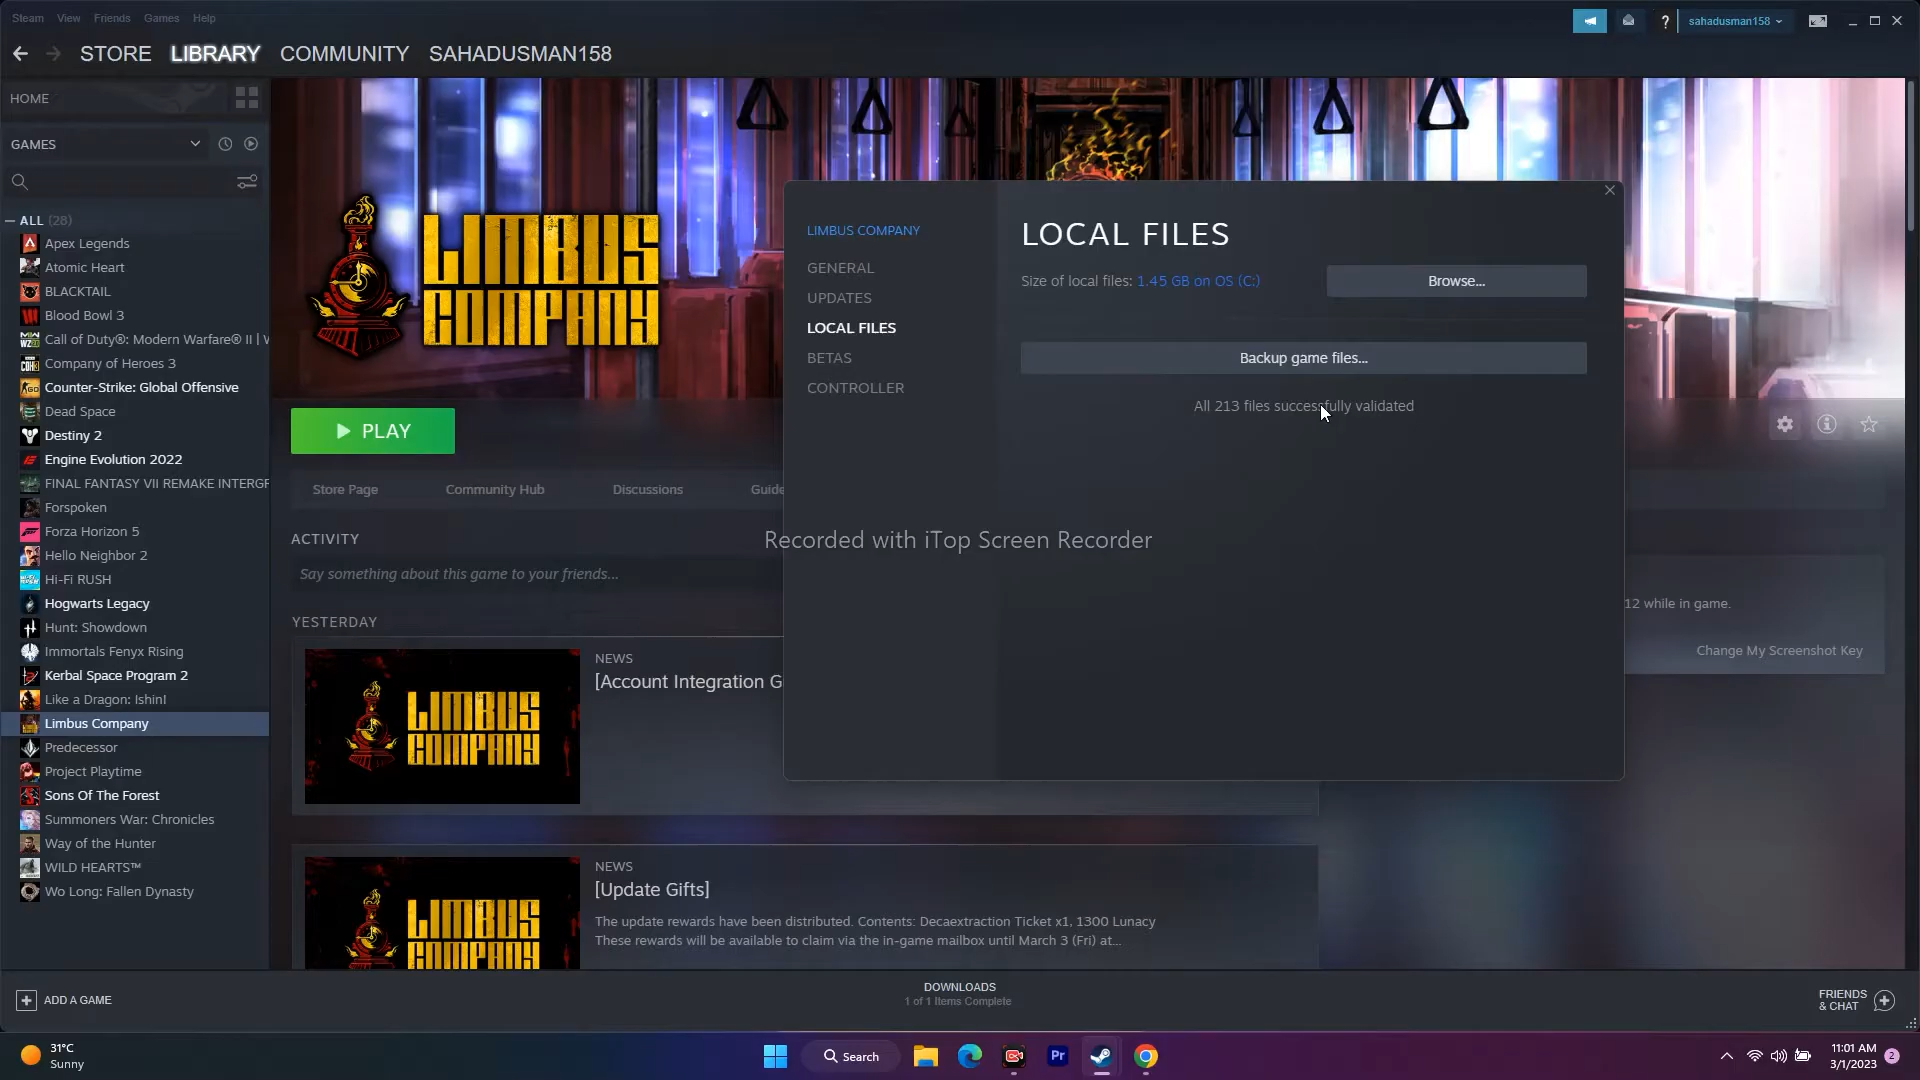 Steam View Friends Games Help
? sahadusman158
STORE LIBRARY COMMUNITY SAHADUSMAN158
HOME
GAMES
ALL (28)
Apex Legends
Atomic Heart
BLACKTAIL
Blood Bowl 3
Call of Duty®: Modern Warfare® II |
Company of Heroes 3
Counter-Strike: Global Offensive
Dead Space
Destiny 2
Engine Evolution 2022
FINAL FANTASY VII REMAKE INTERGR
Forspoken
Forza Horizon 5
Hello Neighbor 2
Hi-Fi RUSH
Hogwarts Legacy
Hunt: Showdown
Immortals Fenyx Rising
Kerbal Space Program 2
Like a Dragon: Ishin!
Limbus Company
Predecessor
Project Playtime
Sons Of The Forest
Summoners War: Chronicles
Way of the Hunter
WILD HEARTS™
Wo Long: Fallen Dynasty
LIMBUS
COMPANY
PLAY
Store Page Community Hub Discussions Guide
ACTIVITY
Say something about this game to your friends...
YESTERDAY
LIMBUS
COMPANY
NEWS
[Account Integration G
LIMBUS
COMPANY
NEWS
[Update Gifts]
The update rewards have been distributed. Contents: Decaextraction Ticket x1, 1300 Lunacy
These rewards will be available to claim via the in-game mailbox until March 3 (Fri) at...
LIMBUS COMPANY
GENERAL
UPDATES
LOCAL FILES
BETAS
CONTROLLER
LOCAL FILES
Size of local files: 1.45 GB on OS (C:)
Browse...
Backup game files...
All 213 files successfully validated
Recorded with iTop Screen Recorder
12 while in game.
Change My Screenshot Key
ADD A GAME
DOWNLOADS
1 of 1 Items Complete
FRIENDS
& CHAT
31°C
Sunny
Search
Pr
11:01 AM
3/1/2023
2